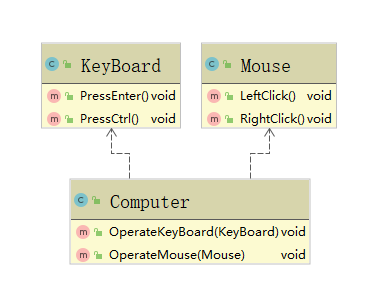 C KeyBoard
m PressEnter() void
m PressCtrl() void
C Mouse
m LeftClick() void
m RightClick() void
C Computer
m OperateKeyBoard(KeyBoard) void
m OperateMouse(Mouse) void